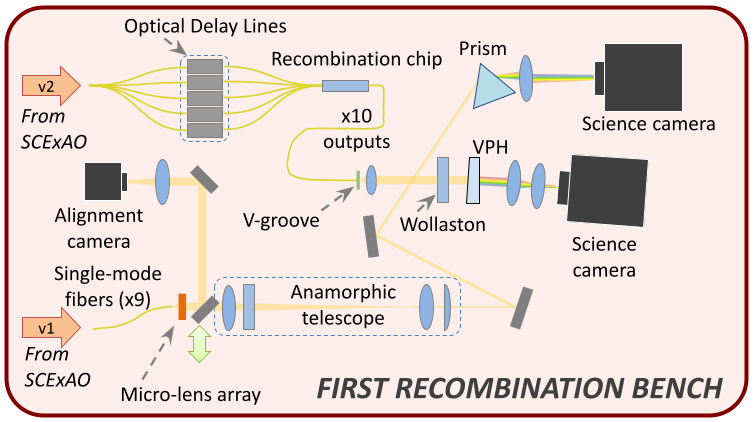 Optical Delay Lines
Recombination chip
Prism
v2
From
SCExAO
x10
outputs
Science camera
VPH
Alignment
camera
V-groove
Wollaston
Science
camera
Single-mode
fibers (x9)
Anamorphic
telescope
v1
From
SCExAO
Micro-lens array
FIRST RECOMBINATION BENCH